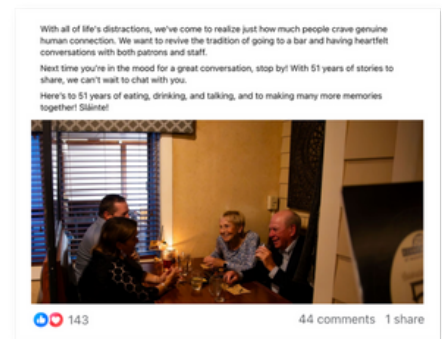 With all of life's distractions, we've come to realize just how much people crave genuine
human connection. We want to revive the tradition of going to a bar and having heartfelt
conversations with both patrons and staff.
Next time you're in the mood for a great conversation, stop by! With 51 years of stories to
share, we can't wait to chat with you.
Here's to 51 years of eating, drinking, and talking, and to making many more memories
together! Sláinte!
143
44 comments 1 share